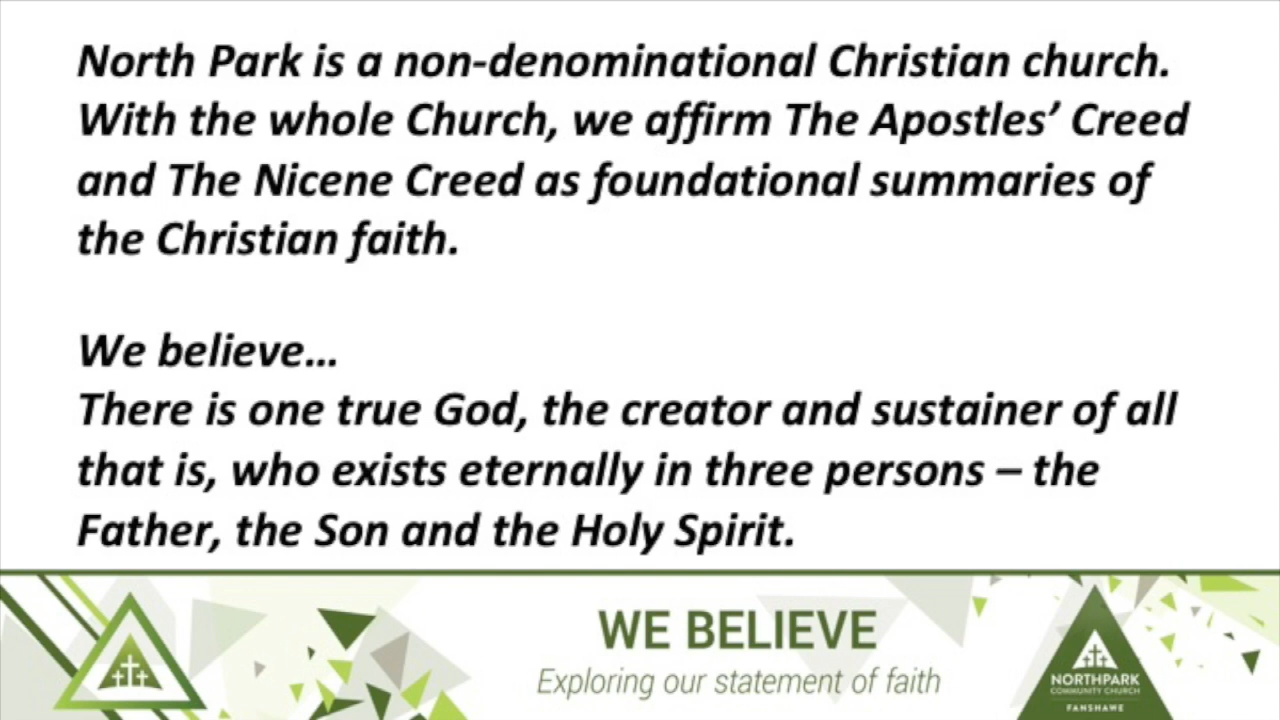 North Park is a non-denominational Christian church.
With the whole Church, we affirm The Apostles’ Creed
and The Nicene Creed as foundational summaries of
the Christian faith.
We believe…
There is one true God, the creator and sustainer of all
that is, who exists eternally in three persons – the
Father, the Son and the Holy Spirit.
WE BELIEVE
Exploring our statement of faith
NORTHPARK
COMMUNITY CHURCH
FANSHAWE